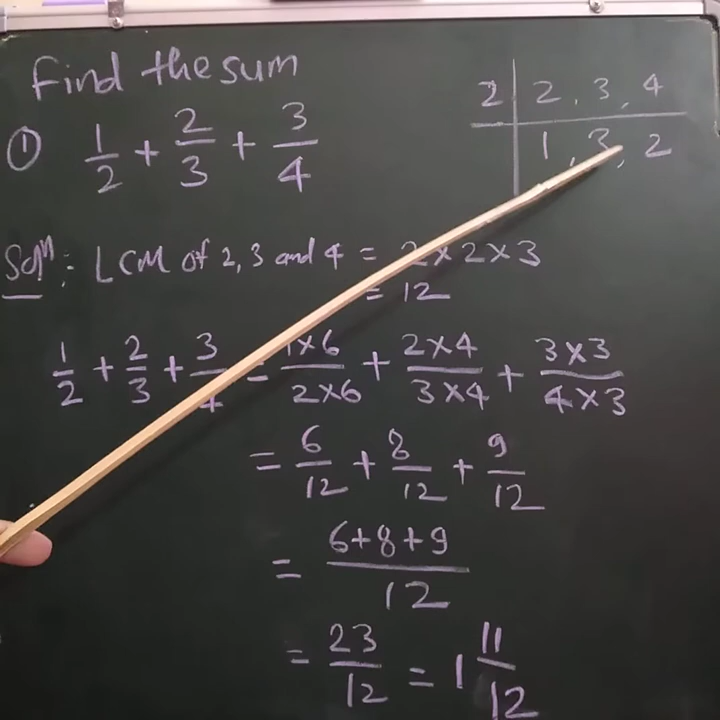 Find the sum
① 1/2 + 2/3 + 3/4
2 | 2, 3, 4
1, 3, 2
Solⁿ: LCM of 2, 3 and 4 = 2×2×3
= 12
1/2 + 2/3 + 3/4 = 1×6/2×6 + 2×4/3×4 + 3×3/4×3
= 6/12 + 8/12 + 9/12
= 6+8+9/12
= 23/12 = 1 11/12